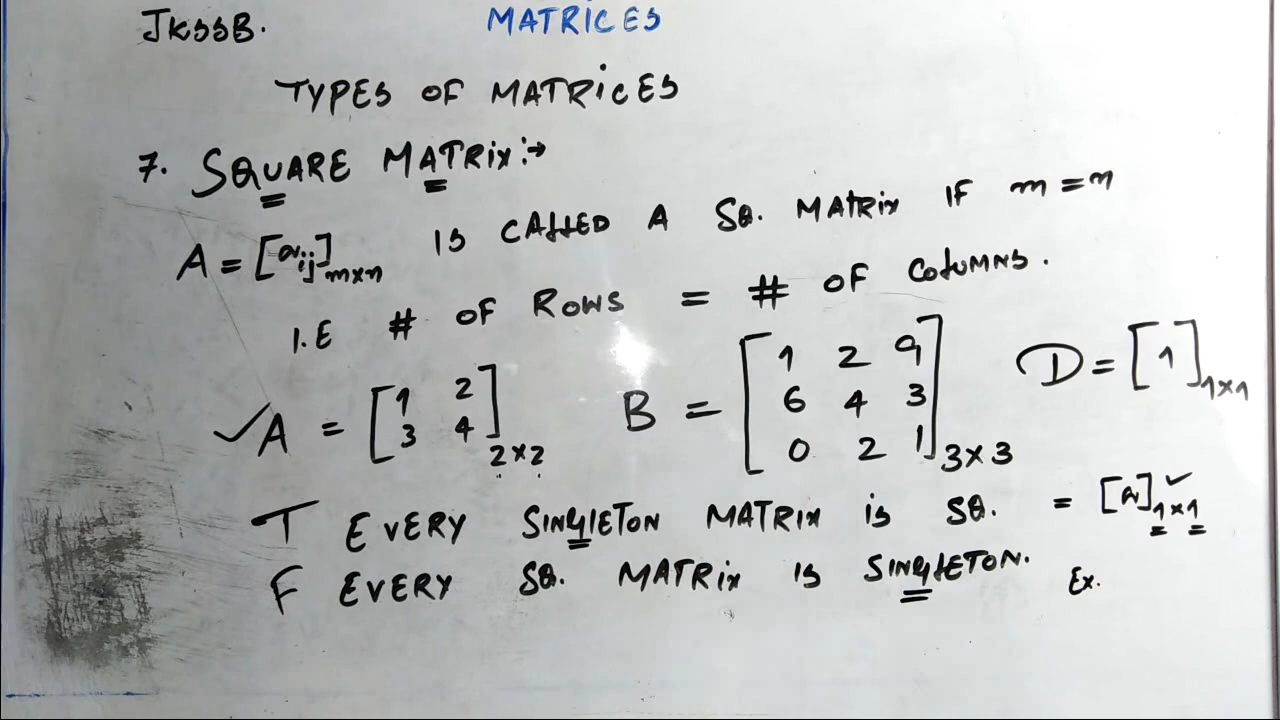 JKSSB. MATRICES
TYPES OF MATRICES
7. SQUARE MATRIX:→
A = [aij]m×n IS CALLED A SQ. MATRIX IF m = n
I.E # OF ROWS = # OF COLUMNS.
✓A = [1 2
3 4]2×2
B = [1 2 9
6 4 3
0 2 1]3×3
D = [1]1×1
T EVERY SINGLETON MATRIX IS SQ. = [a]1×1 ✓
F EVERY SQ. MATRIX IS SINGLETON. Ex.